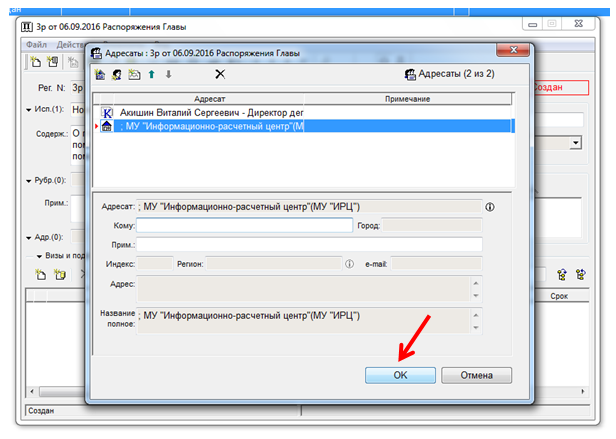 дан
3р от 06.09.2016 Распоряжения Главы
Файл
Адресаты : 3р от 06.09.2016 Распоряжения Главы
Адресаты (2 из 2)
Рег. N: 3р
Создан
Адресат
Примечание
Исп.(1): Но
Акишин Виталий Сергеевич - Директор деп
; МУ "Информационно-расчетный центр"(М
Содерж.: О
Рубр.(0):
Прим.:
Адресат: ; МУ "Информационно-расчетный центр"(МУ "ИРЦ")
Кому:
Город:
Адр.(0):
Прим.:
Визы и под
Индекс:
Регион:
e-mail:
Адрес:
Срок
Название полное:
; МУ "Информационно-расчетный центр"(МУ "ИРЦ")
OK
Отмена
Создан